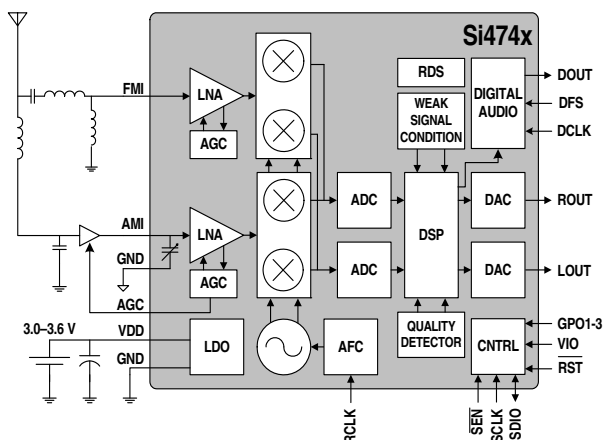 Si474x
RDS
DIGITAL
AUDIO
DOUT
DFS
DCLK
FMI
LNA
AGC
WEAK
SIGNAL
CONDITION
AMI
LNA
GND
AGC
AGC
ADC
ADC
DSP
DAC
ROUT
DAC
LOUT
3.0–3.6 V
VDD
GND
LDO
AFC
QUALITY
DETECTOR
CNTRL
GPO1-3
VIO
RST
RCLK
SEN
SCLK
SDIO